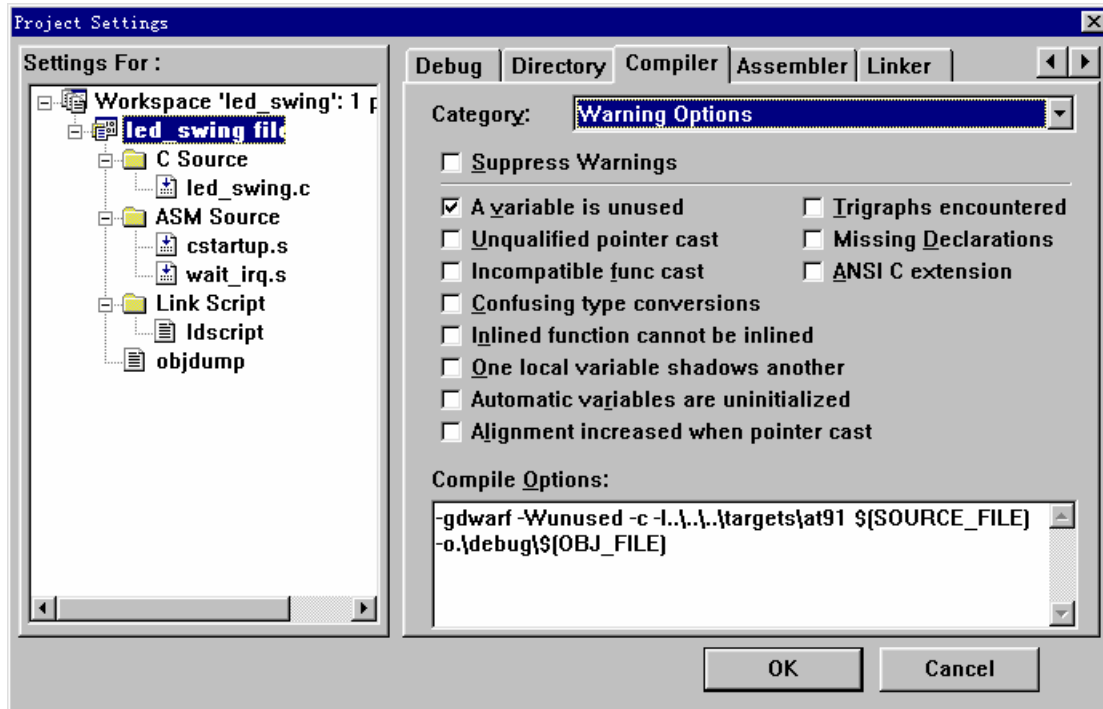 Project Settings
Settings For :
Workspace 'led_swing': 1 p
led_swing file
C Source
led_swing.c
ASM Source
cstartup.s
wait_irq.s
Link Script
ldscript
objdump
Debug Directory Compiler Assembler Linker
Category: Warning Options
Suppress Warnings
A variable is unused
Unqualified pointer cast
Incompatible func cast
Confusing type conversions
Inlined function cannot be inlined
One local variable shadows another
Automatic variables are uninitialized
Alignment increased when pointer cast
Trigraphs encountered
Missing Declarations
ANSI C extension
Compile Options:
-gdwarf -Wunused -c -I..\..\..\targets\at91 $(SOURCE_FILE)
-o.\debug\$(OBJ_FILE)
OK Cancel